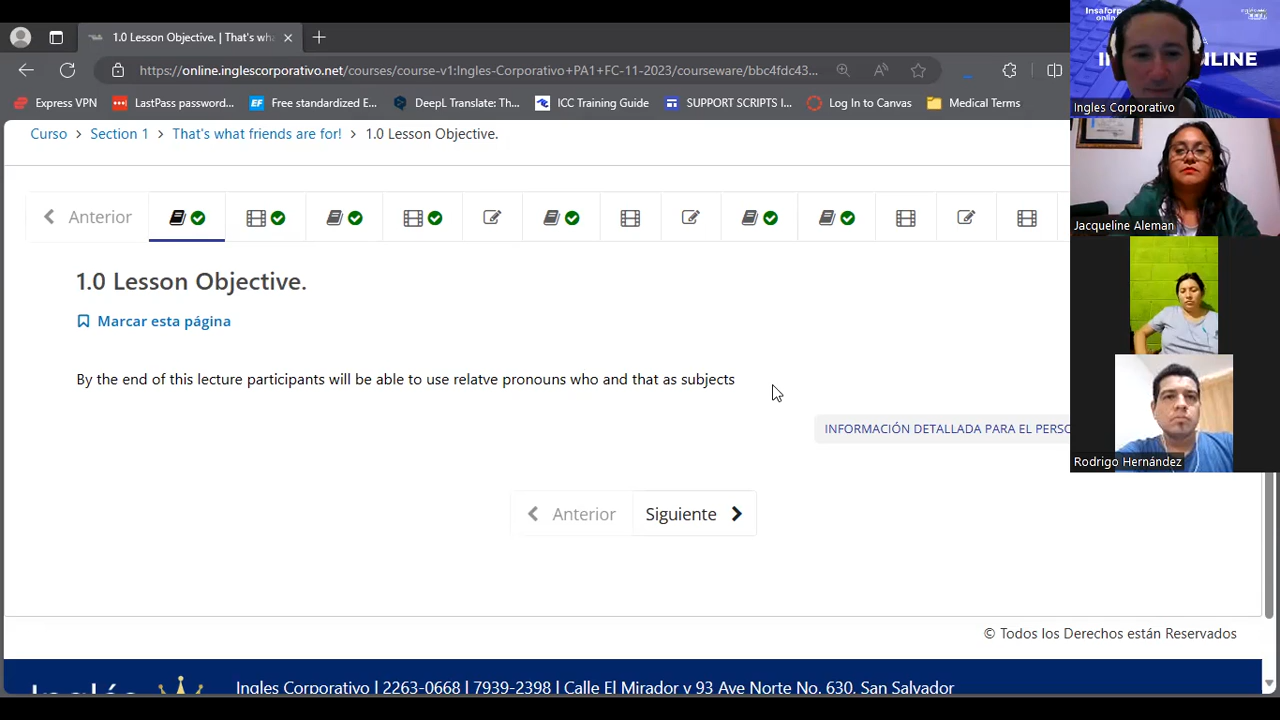 1.0 Lesson Objective. | That's wha
https://online.inglescorporativo.net/courses/course-v1:Ingles-Corporativo+PA1+FC-11-2023/courseware/bbc4fdc43...
Express VPN
LastPass password...
Free standardized E...
DeepL Translate: Th...
ICC Training Guide
SUPPORT SCRIPTS I...
Log In to Canvas
Medical Terms
Curso > Section 1 > That's what friends are for! > 1.0 Lesson Objective.
Anterior
1.0 Lesson Objective.
Marcar esta página
By the end of this lecture participants will be able to use relatve pronouns who and that as subjects
INFORMACIÓN DETALLADA PARA EL PERSO
Anterior
Siguiente
© Todos los Derechos están Reservados
Ingles Corporativo | 2263-0668 | 7939-2398 | Calle El Mirador y 93 Ave Norte No. 630, San Salvador
Ingles Corporativo
Jacqueline Aleman
Rodrigo Hernández